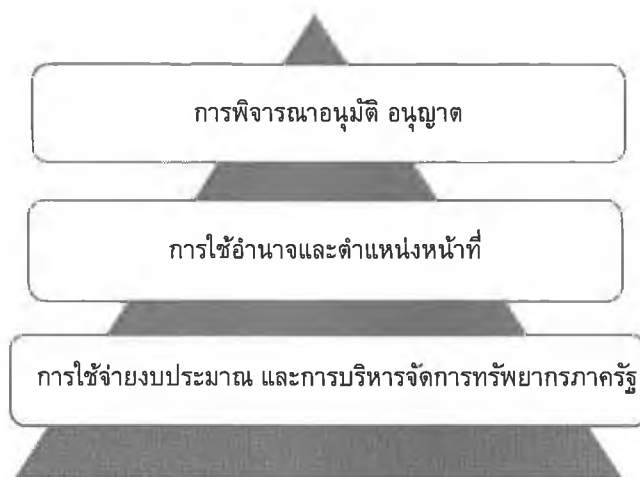 การพิจารณาอนุมัติ อนุญาต
การใช้อำนาจและตำแหน่งหน้าที่
การใช้จ่ายงบประมาณ และการบริหารจัดการทรัพยากรภาครัฐ